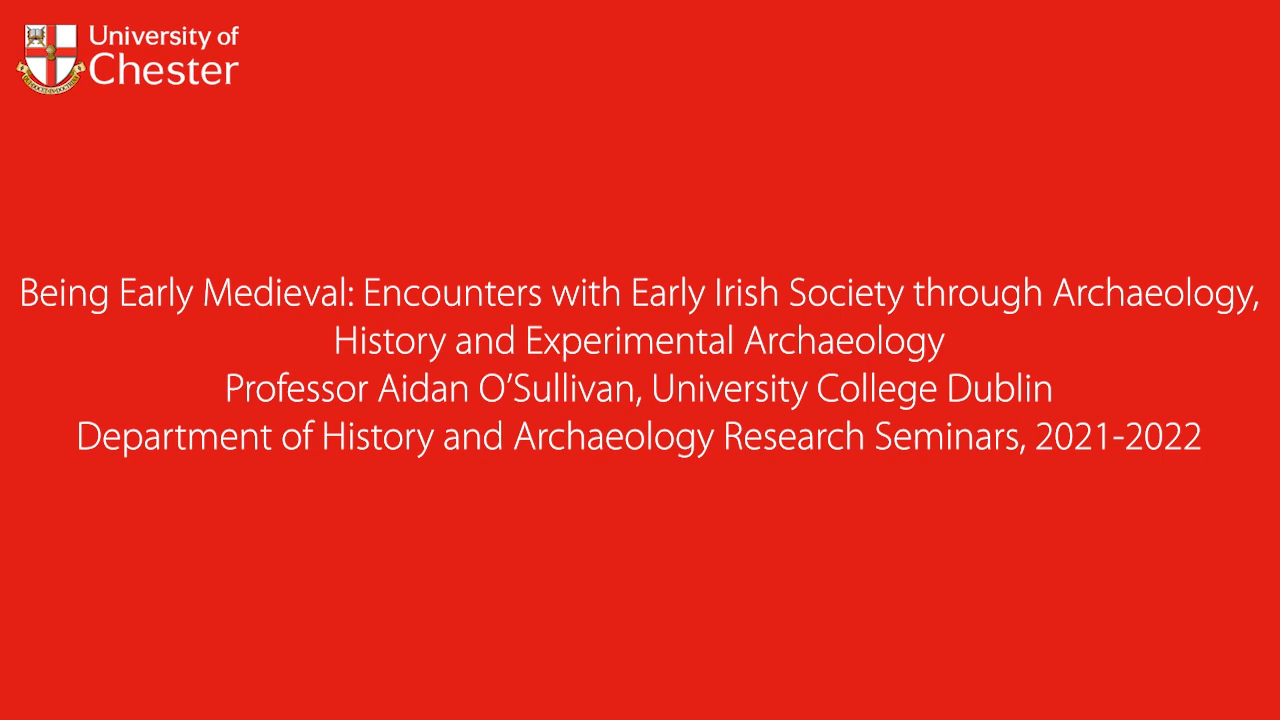 University of
Chester
Being Early Medieval: Encounters with Early Irish Society through Archaeology,
History and Experimental Archaeology
Professor Aidan O’Sullivan, University College Dublin
Department of History and Archaeology Research Seminars, 2021-2022